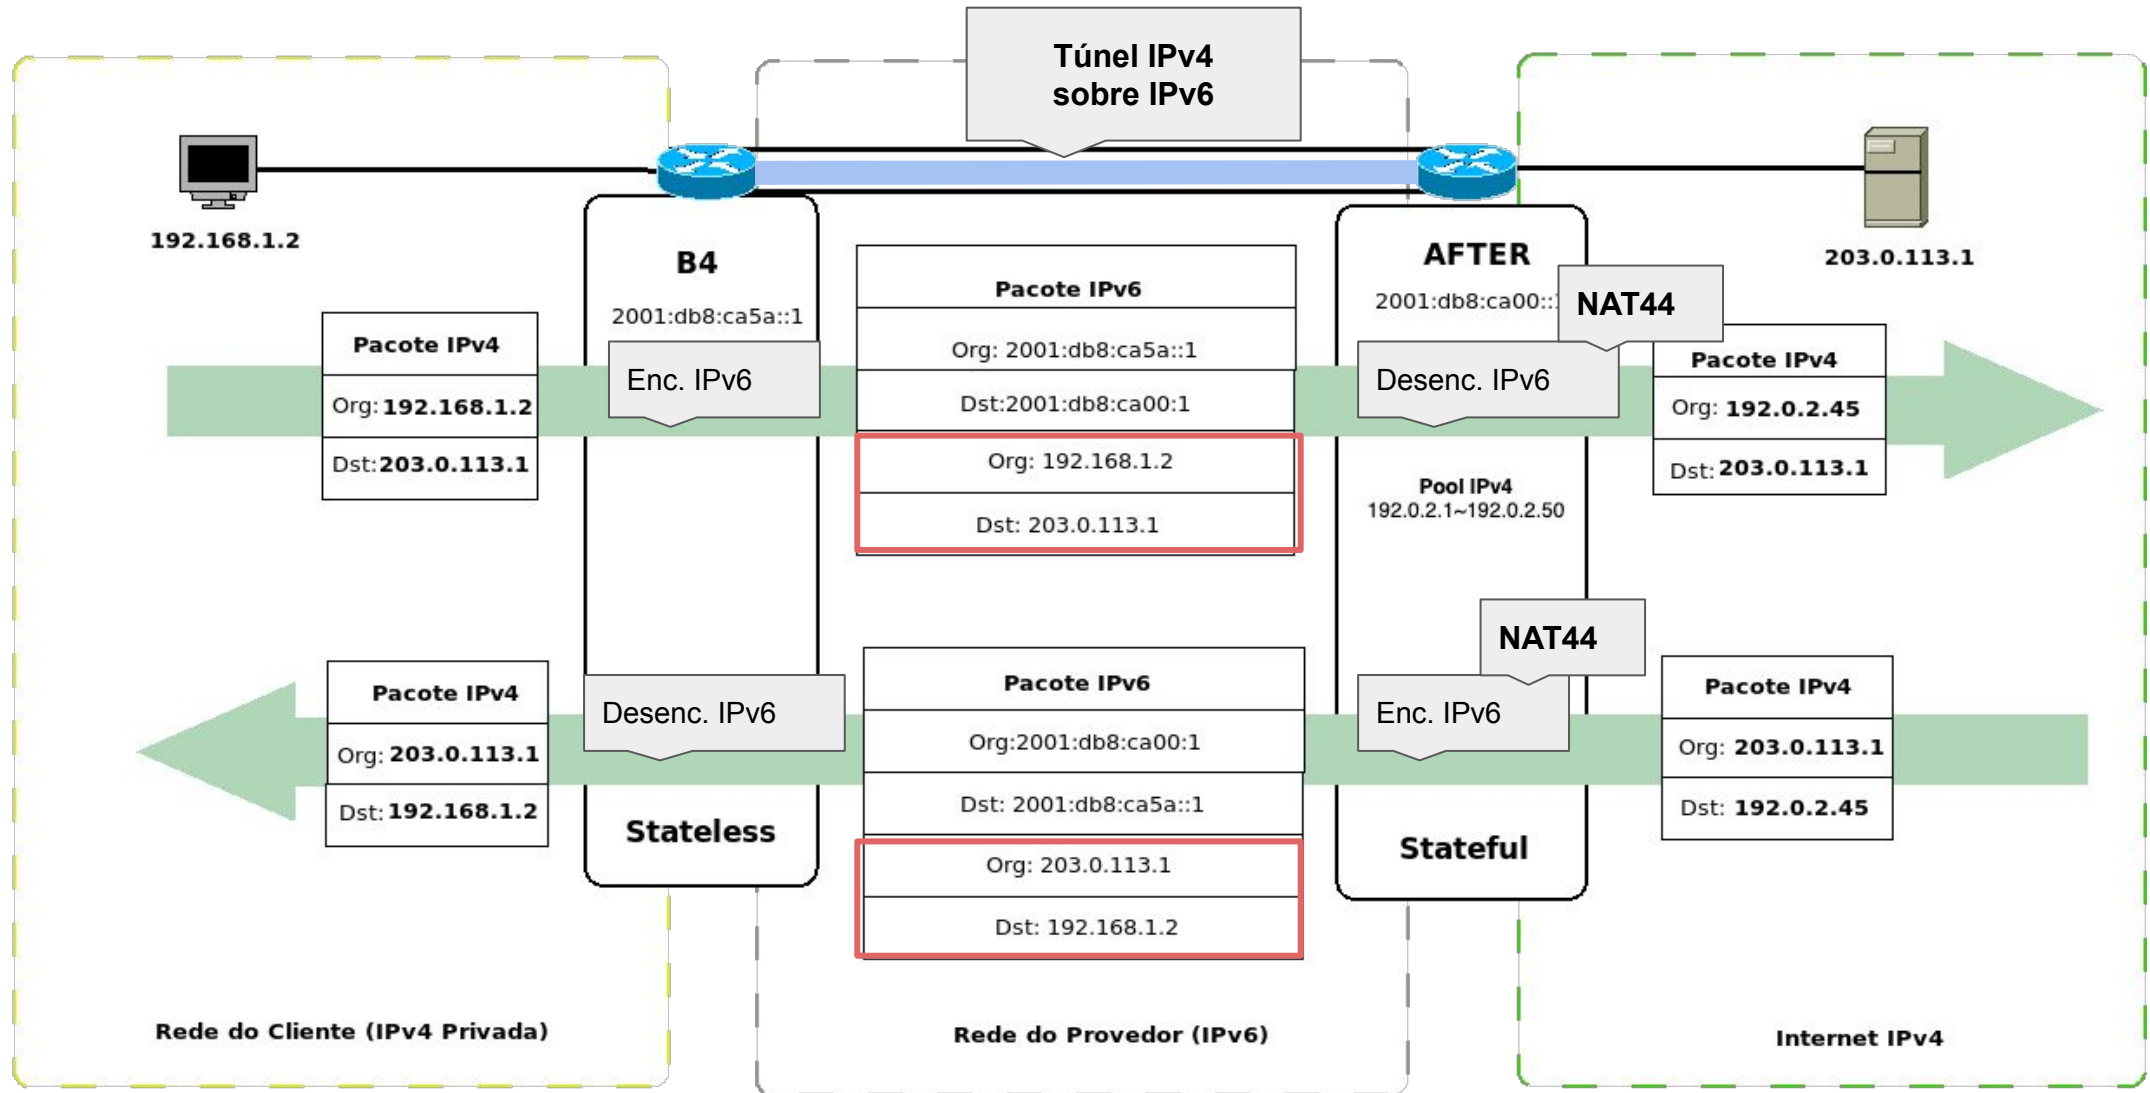 Túnel IPv4
sobre IPv6
192.168.1.2
203.0.113.1
B4
2001:db8:ca5a::1
AFTER
2001:db8:ca00::
NAT44
Pacote IPv4
Org: 192.168.1.2
Dst: 203.0.113.1
Enc. IPv6
Pacote IPv6
Org: 2001:db8:ca5a::1
Dst:2001:db8:ca00:1
Org: 192.168.1.2
Dst: 203.0.113.1
Desenc. IPv6
Pacote IPv4
Org: 192.0.2.45
Dst: 203.0.113.1
Pool IPv4
192.0.2.1~192.0.2.50
NAT44
Pacote IPv4
Org: 203.0.113.1
Dst: 192.168.1.2
Desenc. IPv6
Pacote IPv6
Org:2001:db8:ca00:1
Dst: 2001:db8:ca5a::1
Org: 203.0.113.1
Dst: 192.168.1.2
Enc. IPv6
Pacote IPv4
Org: 203.0.113.1
Dst: 192.0.2.45
Stateless
Stateful
Rede do Cliente (IPv4 Privada)
Rede do Provedor (IPv6)
Internet IPv4